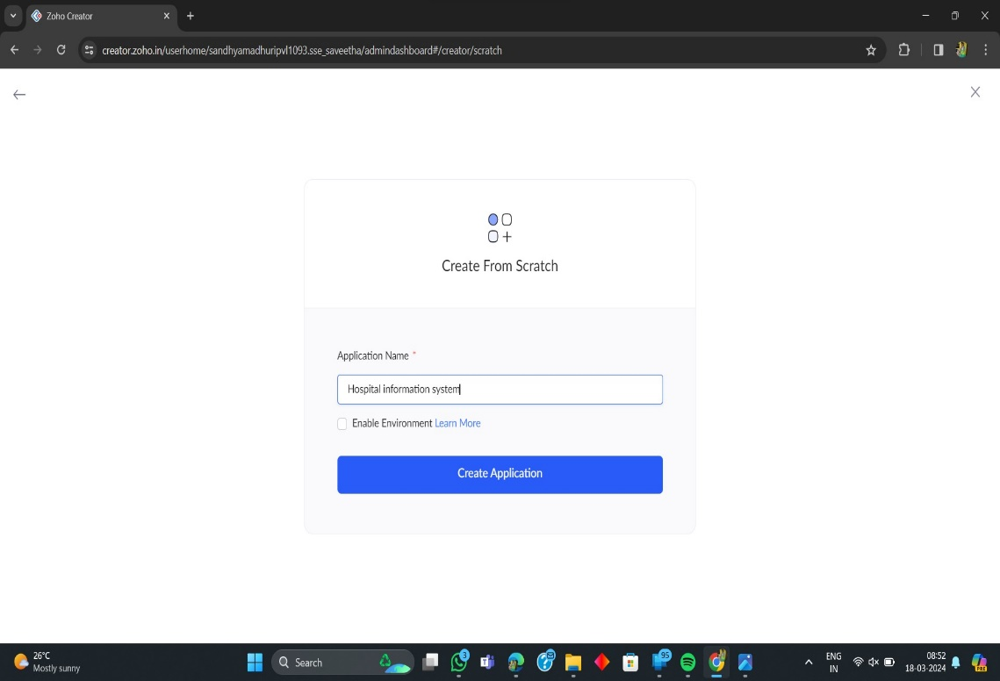 Zoho Creator
creator.zoho.in/userhome/sandhyamadhuripvl1093.sse_saveetha/admindashboard#/creator/scratch
Create From Scratch
Application Name *
Hospital information system
Enable Environment Learn More
Create Application
26°C
Mostly sunny
Search
3
95
ENG
IN
08:52
18-03-2024
PRE